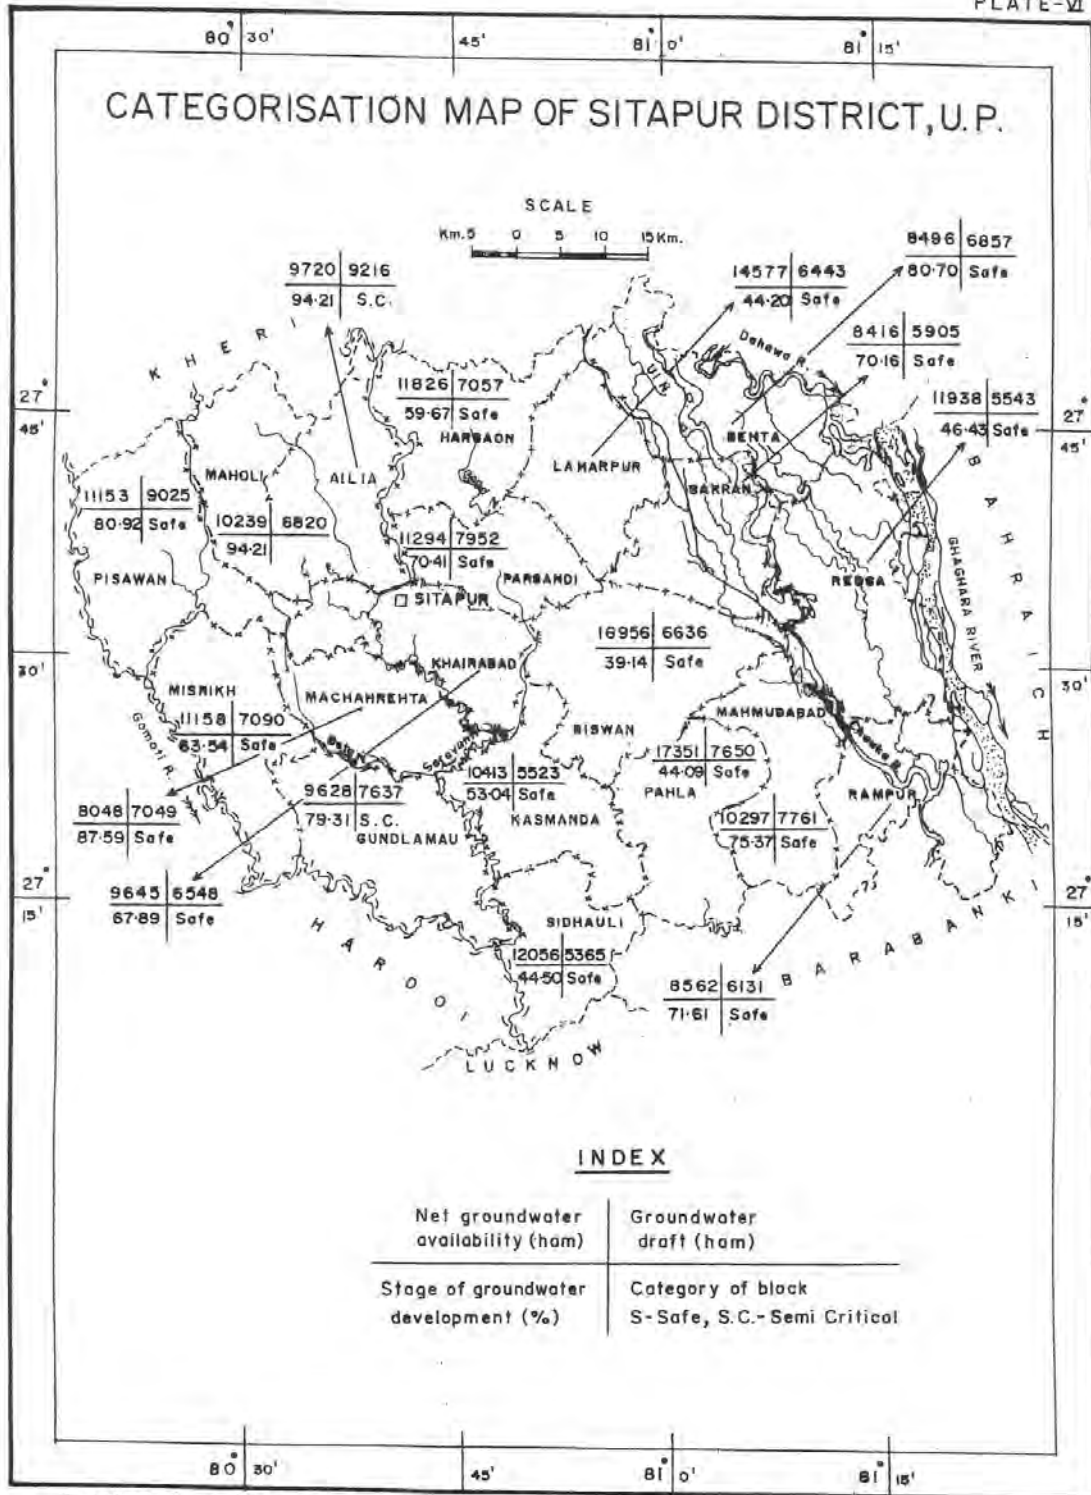 PLATE-VI
80° 30' 45' 81° 0' 81° 15'
CATEGORISATION MAP OF SITAPUR DISTRICT, U.P.
SCALE
Km. 5 0 5 10 15 Km.
8496 6857
80·70 Safe
9720 9216
94·21 S.C.
14577 6443
44·20 Safe
8416 5905
70·16 Safe
11938 5543
46·43 Safe
KHERI
Dahawa R.
11826 7057
59·67 Safe
HARGAON
27° 45'
27° 45'
LAHARPUR
BEHTA
BAHRAICH
MAHOLI
AILIA
SAKRAN
11153 9025
80·92 Safe
10239 6820
94·21
11294 7952
70·41 Safe
PISAWAN
PARSANDI
REUSA
GHAGHARA RIVER
SITAPUR
16956 6636
39·14 Safe
30'
30'
KHAIRABAD
MISRIKH
MACHAHREHTA
11158 7090
63·54 Safe
Gomoti R.
Sarayan
BISWAN
MAHMUDABAD
Chauka R.
17351 7650
44·09 Safe
PAHLA
10413 5523
53·04 Safe
KASMANDA
RAMPUR
8048 7049
87·59 Safe
9628 7637
79·31 S.C.
GUNDLAMAU
10297 7761
75·37 Safe
27° 15'
27° 15'
9645 6548
67·89 Safe
SIDHAULI
12056 5365
44·50 Safe
HARDOI
BARABANKI
8562 6131
71·61 Safe
LUCKNOW
INDEX
Net groundwater availability (ham)
Groundwater draft (ham)
Stage of groundwater development (%)
Category of block
S-Safe, S.C.-Semi Critical
80° 30' 45' 81° 0' 81° 15'